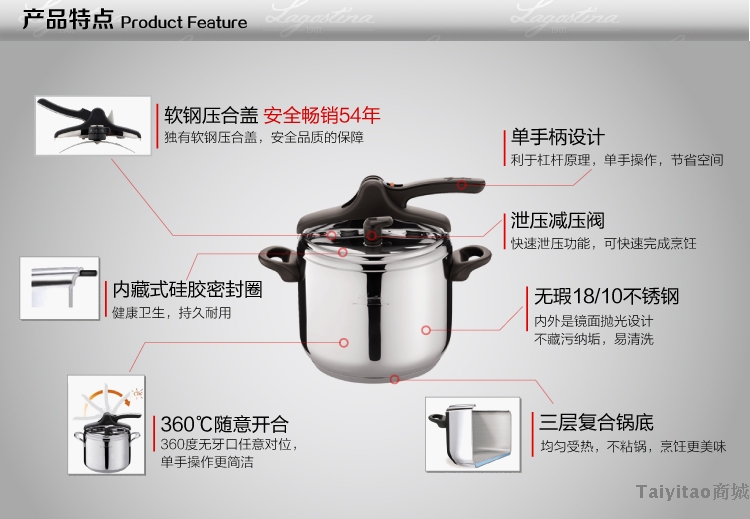 产品特点 Product Feature
Lagostina Lagostina Lagostina
软钢压合盖 安全畅销54年
独有软钢压合盖，安全品质的保障
单手柄设计
利于杠杆原理，单手操作，节省空间
泄压减压阀
快速泄压功能，可快速完成烹饪
内藏式硅胶密封圈
健康卫生，持久耐用
无瑕18/10不锈钢
内外是镜面抛光设计
不藏污纳垢，易清洗
360℃随意开合
360度无牙口任意对位，
单手操作更简洁
三层复合锅底
均匀受热，不粘锅，烹饪更美味
Taiyitao商城